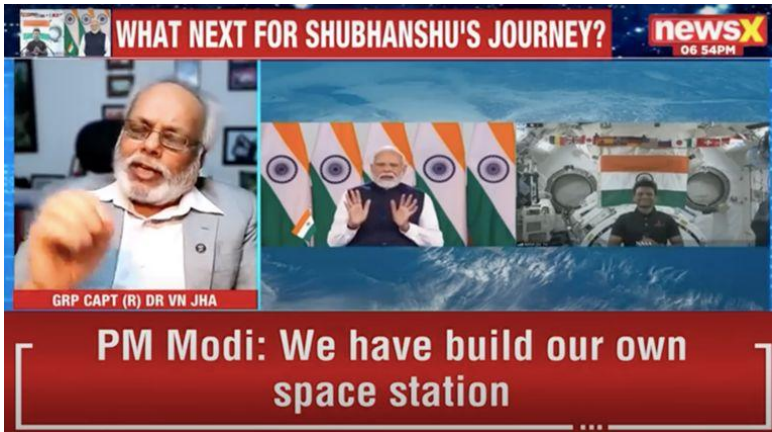 WHAT NEXT FOR SHUBHANSHU'S JOURNEY?
newsX
06 54PM
GRP CAPT (R) DR VN JHA
PM Modi: We have build our own
space station